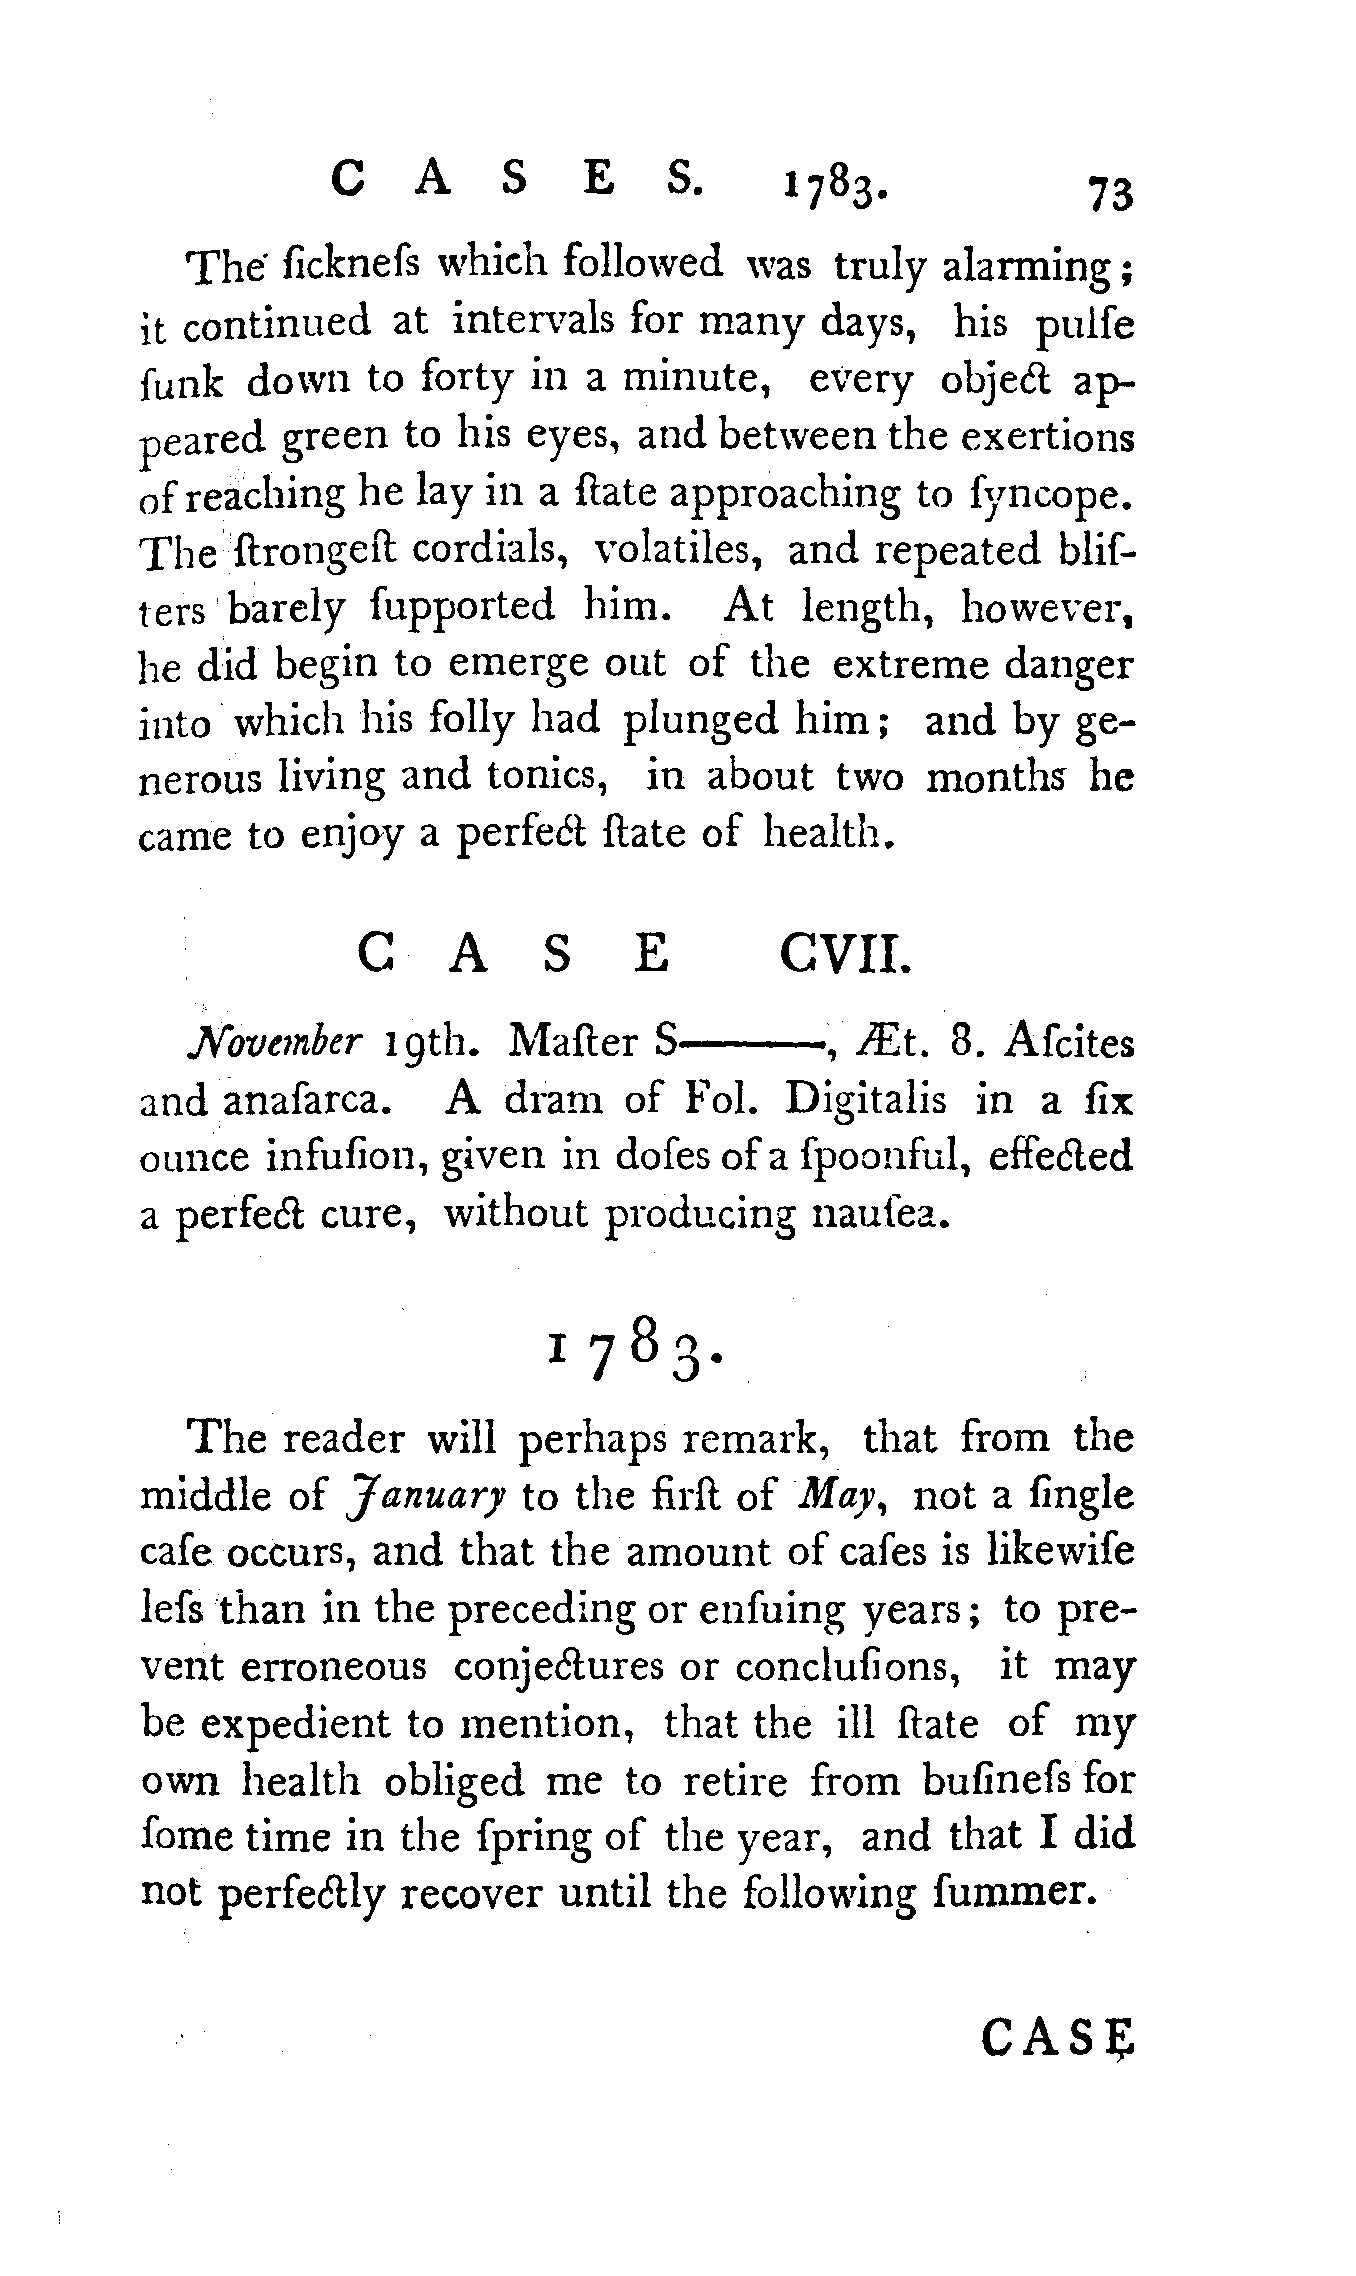 C A S E S. 1783. 73
The ſickneſs which followed was truly alarming;
it continued at intervals for many days, his pulſe
ſunk down to forty in a minute, every object ap-
peared green to his eyes, and between the exertions
of reaching he lay in a ſtate approaching to ſyncope.
The ſtrongeſt cordials, volatiles, and repeated bliſ-
ters barely ſupported him. At length, however,
he did begin to emerge out of the extreme danger
into which his folly had plunged him; and by ge-
nerous living and tonics, in about two months he
came to enjoy a perfect ſtate of health.
C A S E CVII.
November 19th. Maſter S———, Æt. 8. Aſcites
and anaſarca. A dram of Fol. Digitalis in a ſix
ounce infuſion, given in doſes of a ſpoonful, effected
a perfect cure, without producing nauſea.
1783.
The reader will perhaps remark, that from the
middle of January to the firſt of May, not a ſingle
caſe occurs, and that the amount of caſes is likewiſe
leſs than in the preceding or enſuing years; to pre-
vent erroneous conjectures or concluſions, it may
be expedient to mention, that the ill ſtate of my
own health obliged me to retire from buſineſs for
ſome time in the ſpring of the year, and that I did
not perfectly recover until the following ſummer.
CASE